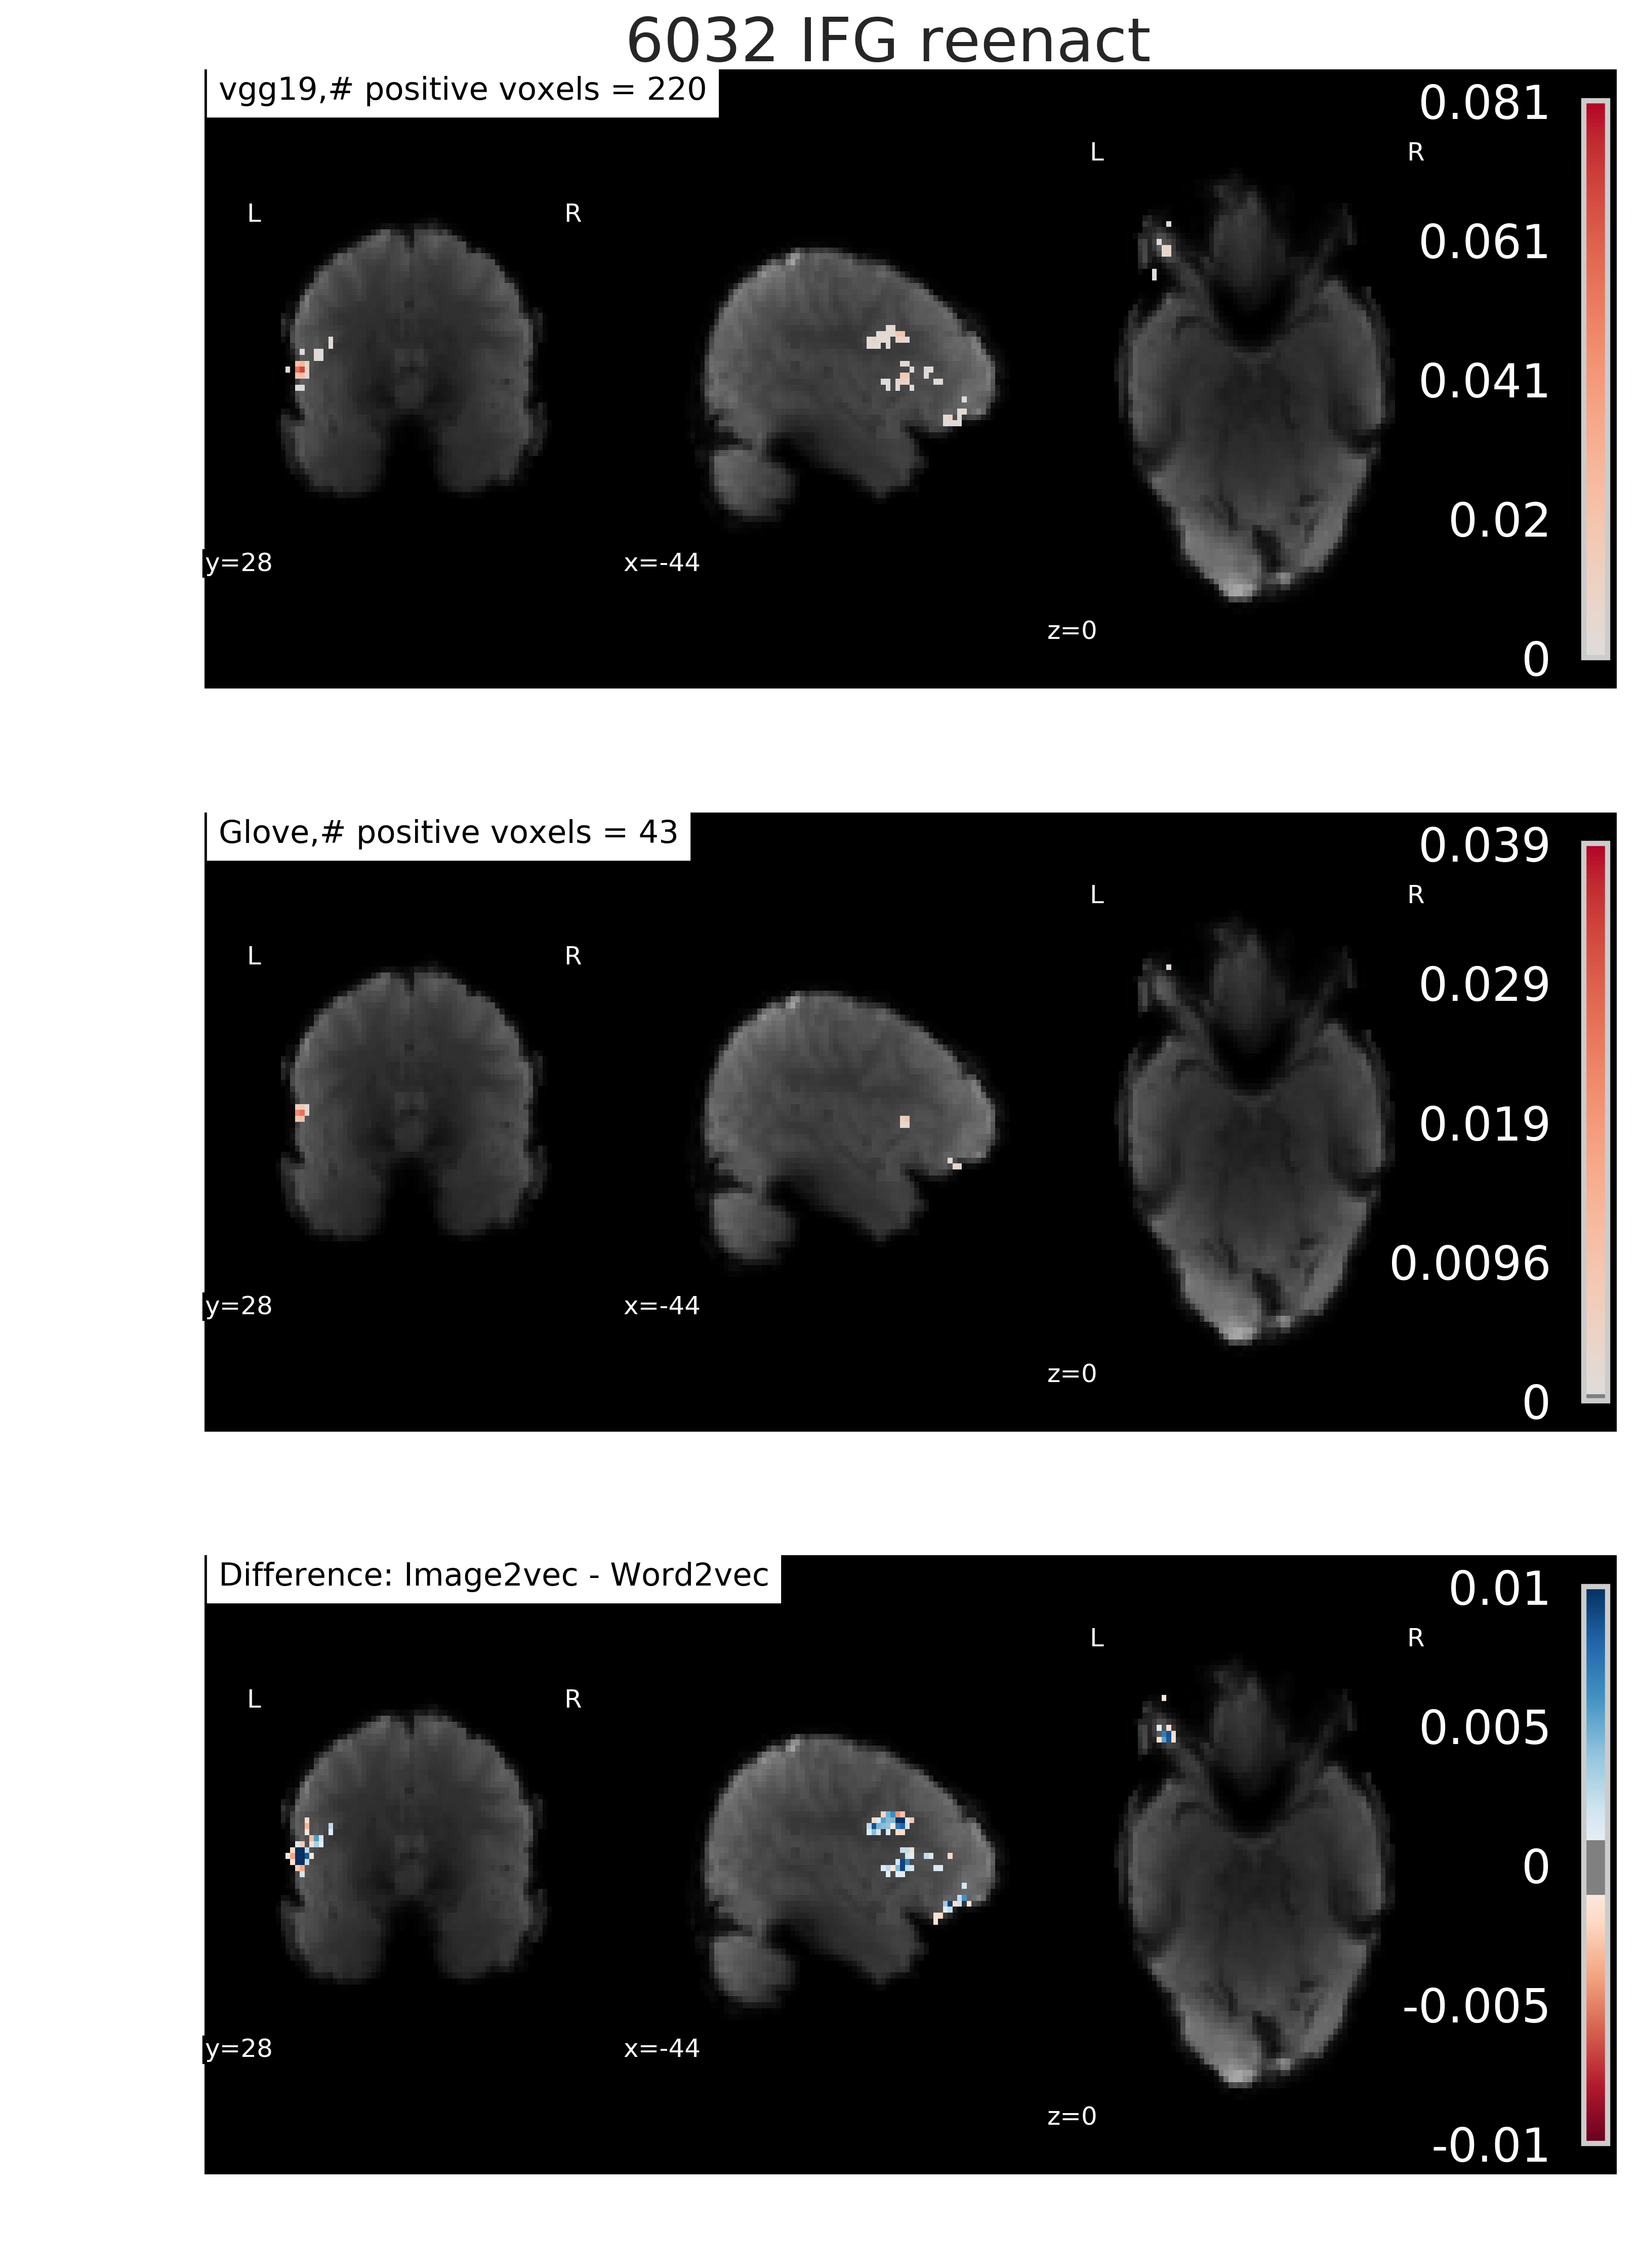 6032 IFG reenact
vgg19,# positive voxels = 220
0.081
L R
L R
0.061
0.041
0.02
y=28 x=-44
z=0
0
Glove,# positive voxels = 43
0.039
L R
L R
0.029
0.019
0.0096
y=28 x=-44
z=0
0
Difference: Image2vec - Word2vec
0.01
L R
L R
0.005
0
-0.005
y=28 x=-44
z=0
-0.01